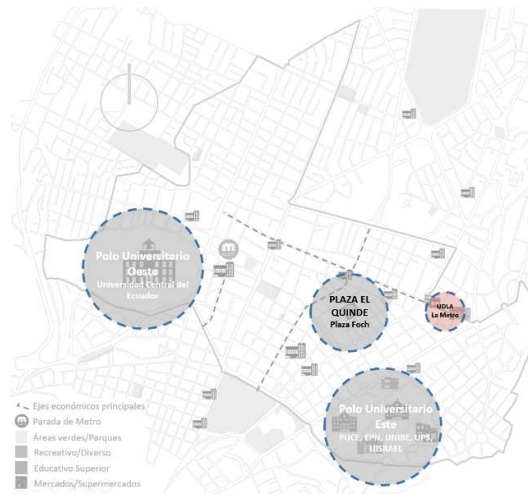 Polo Universitario
Oeste
Universidad Central del
Ecuador
m
PLAZA EL
QUINDE
Plaza Foch
UDLA
La Metro
Polo Universitario
Este
PUCE, EPN, UNIBE, UPS,
UISRAEL
Ejes económicos principales
m Parada de Metro
Áreas verdes/Parques
Recreativo/Diverso
Educativo Superior
Mercados/Supermercados